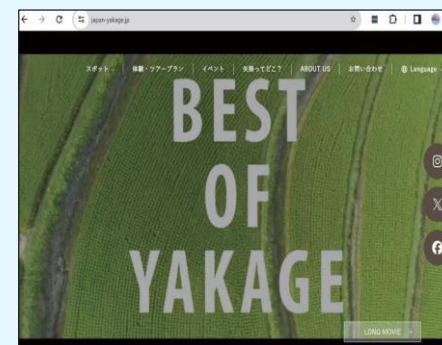 japan-yakage.jp
スポット
体験・ツアープラン
イベント
矢掛ってどこ？
ABOUT US
お問い合わせ
Language
BEST
OF
YAKAGE
LONG MOVIE